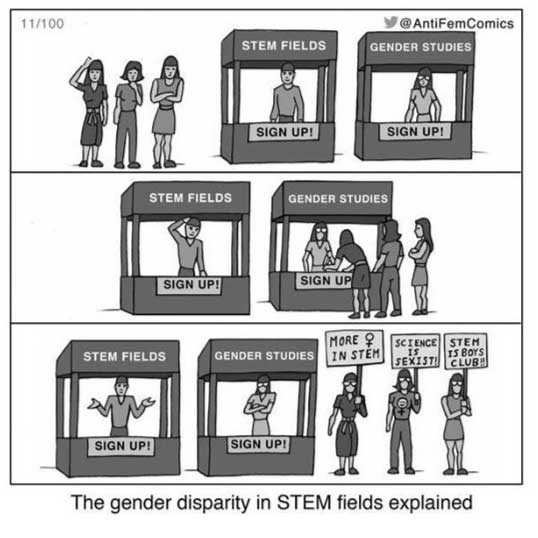 11/100
@AntiFemComics
STEM FIELDS
GENDER STUDIES
SIGN UP!
SIGN UP!
STEM FIELDS
GENDER STUDIES
SIGN UP!
SIGN UP
STEM FIELDS
GENDER STUDIES
MORE ♀
IN STEM
SCIENCE
IS
SEXIST!
STEM
IS BOYS
CLUB!!
SIGN UP!
SIGN UP!
The gender disparity in STEM fields explained